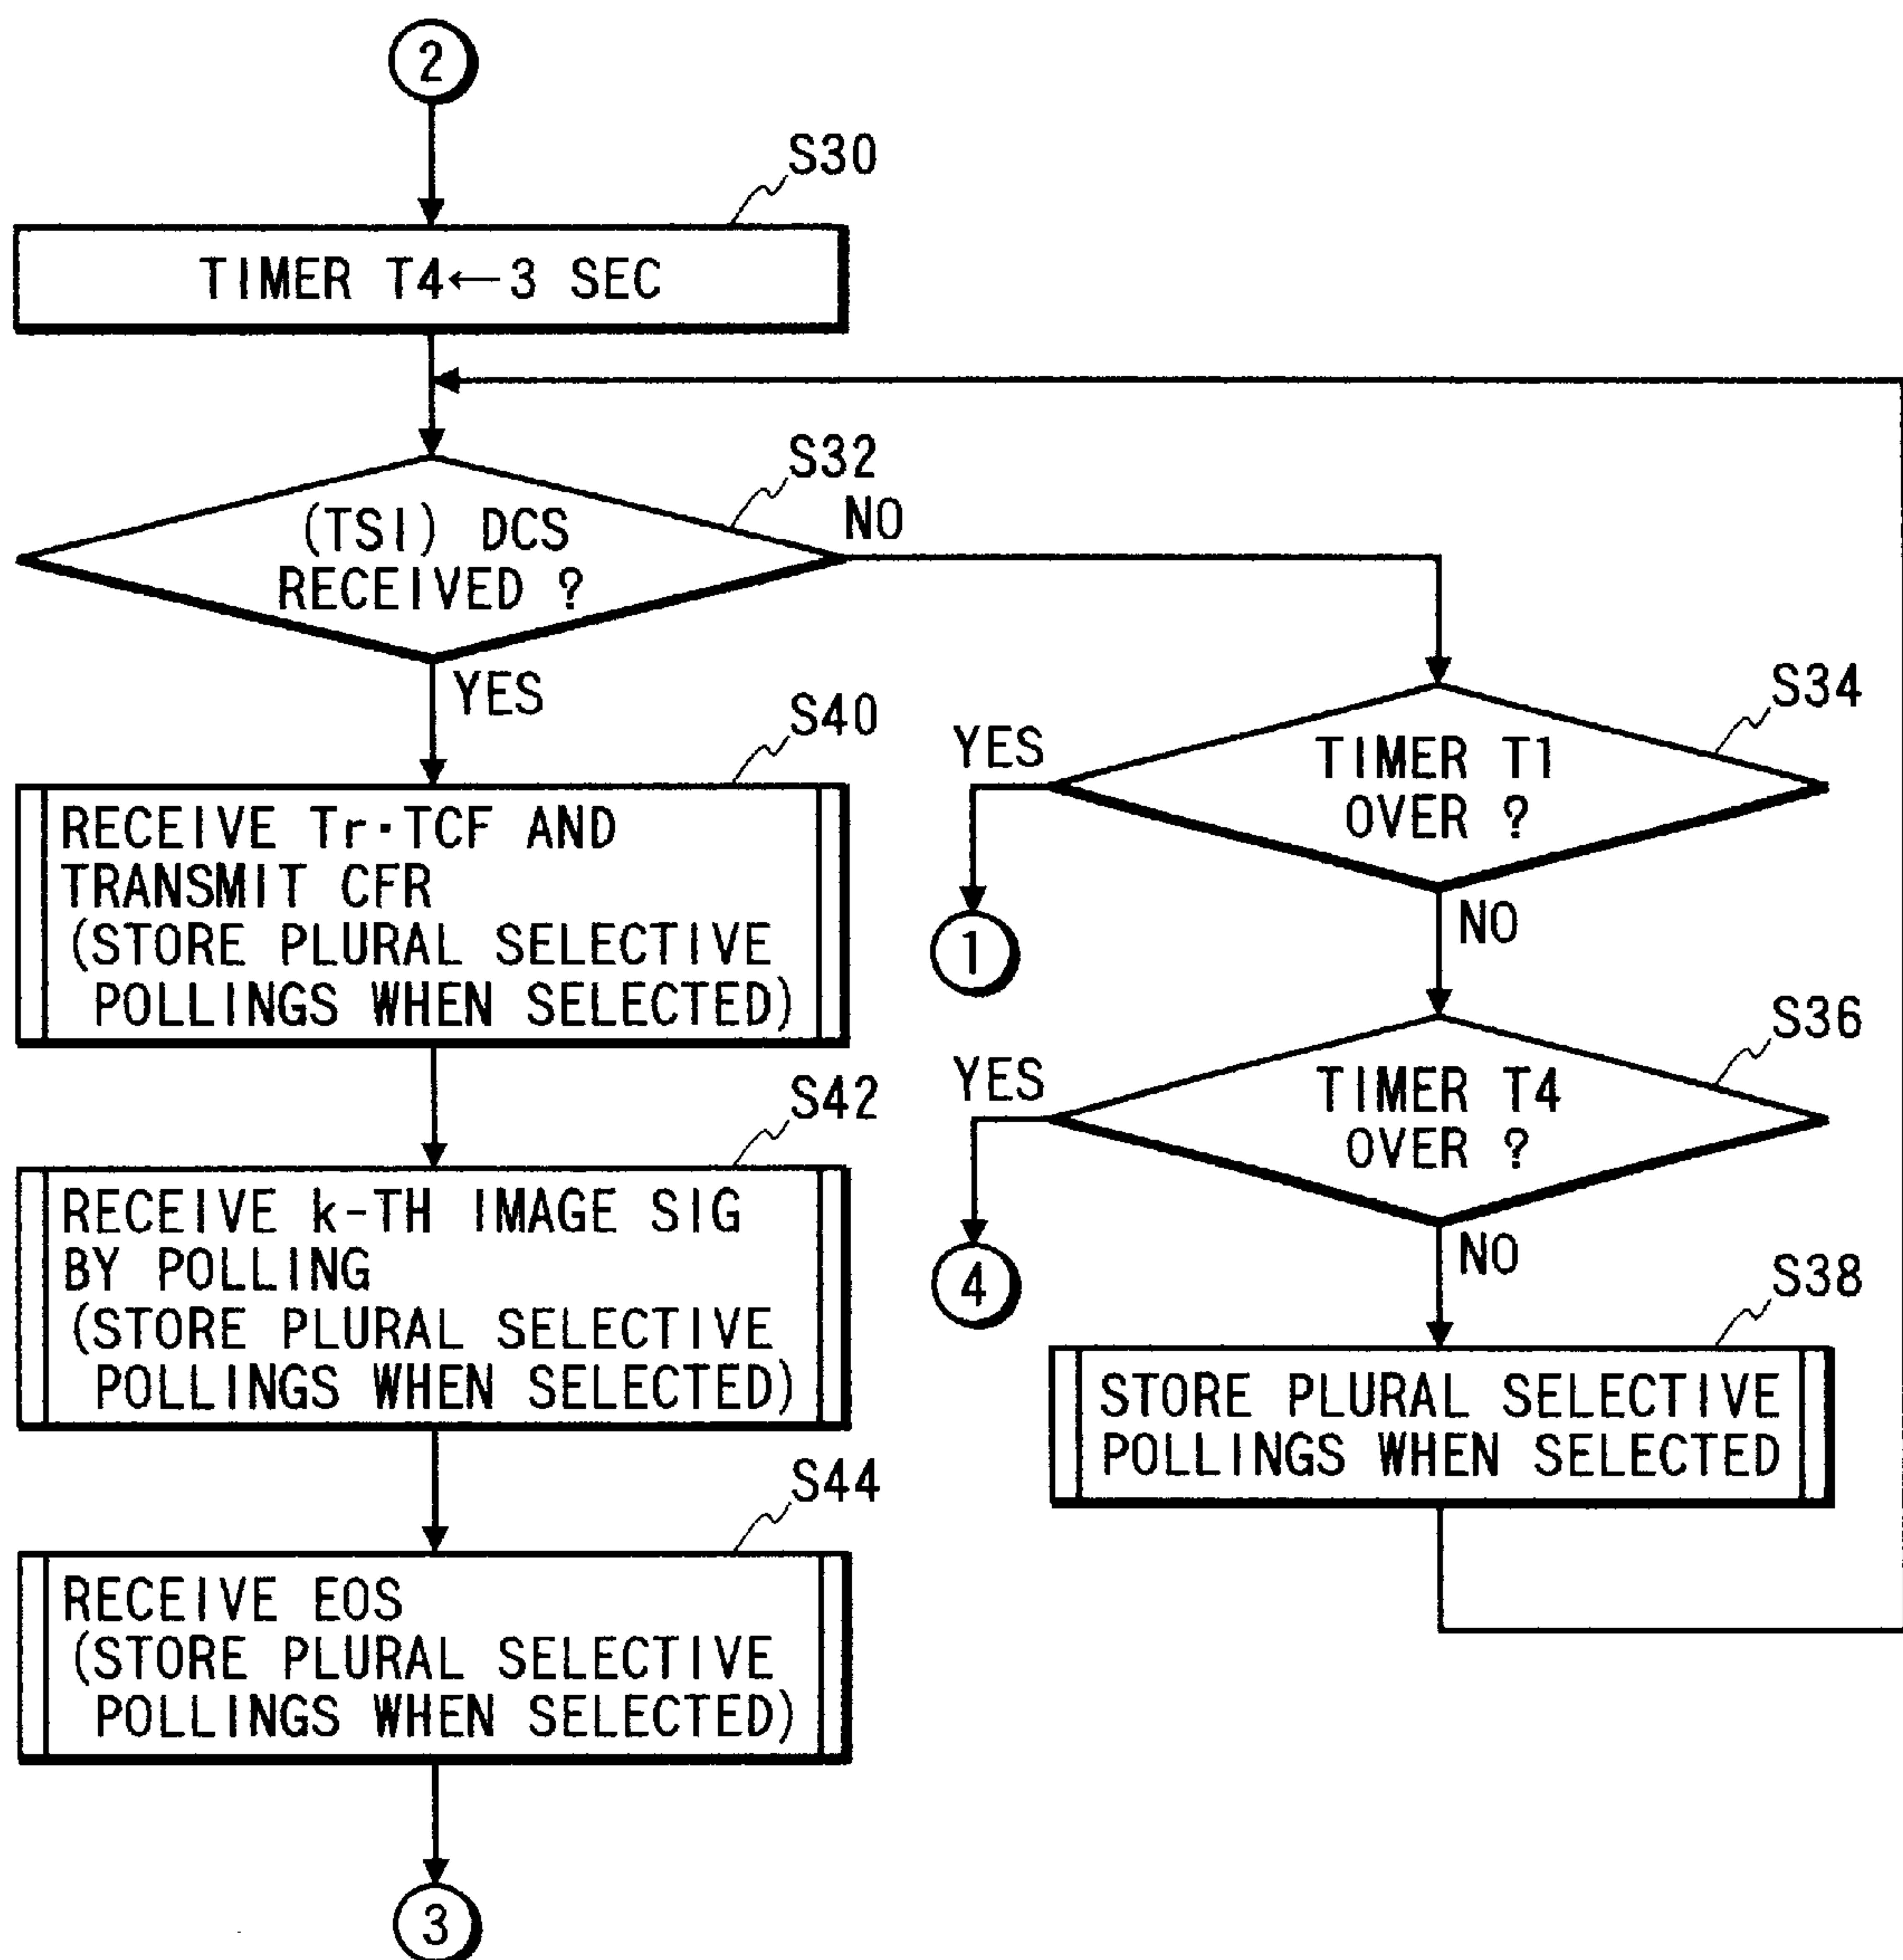 2
S30
TIMER T4←3 SEC
S32
(TSI) DCS
RECEIVED ?
NO
YES
S34
TIMER T1
OVER ?
YES
1
NO
S36
TIMER T4
OVER ?
YES
4
NO
S38
STORE PLURAL SELECTIVE
POLLINGS WHEN SELECTED
S40
RECEIVE Tr·TCF AND
TRANSMIT CFR
(STORE PLURAL SELECTIVE
POLLINGS WHEN SELECTED)
S42
RECEIVE k-TH IMAGE SIG
BY POLLING
(STORE PLURAL SELECTIVE
POLLINGS WHEN SELECTED)
S44
RECEIVE EOS
(STORE PLURAL SELECTIVE
POLLINGS WHEN SELECTED)
3